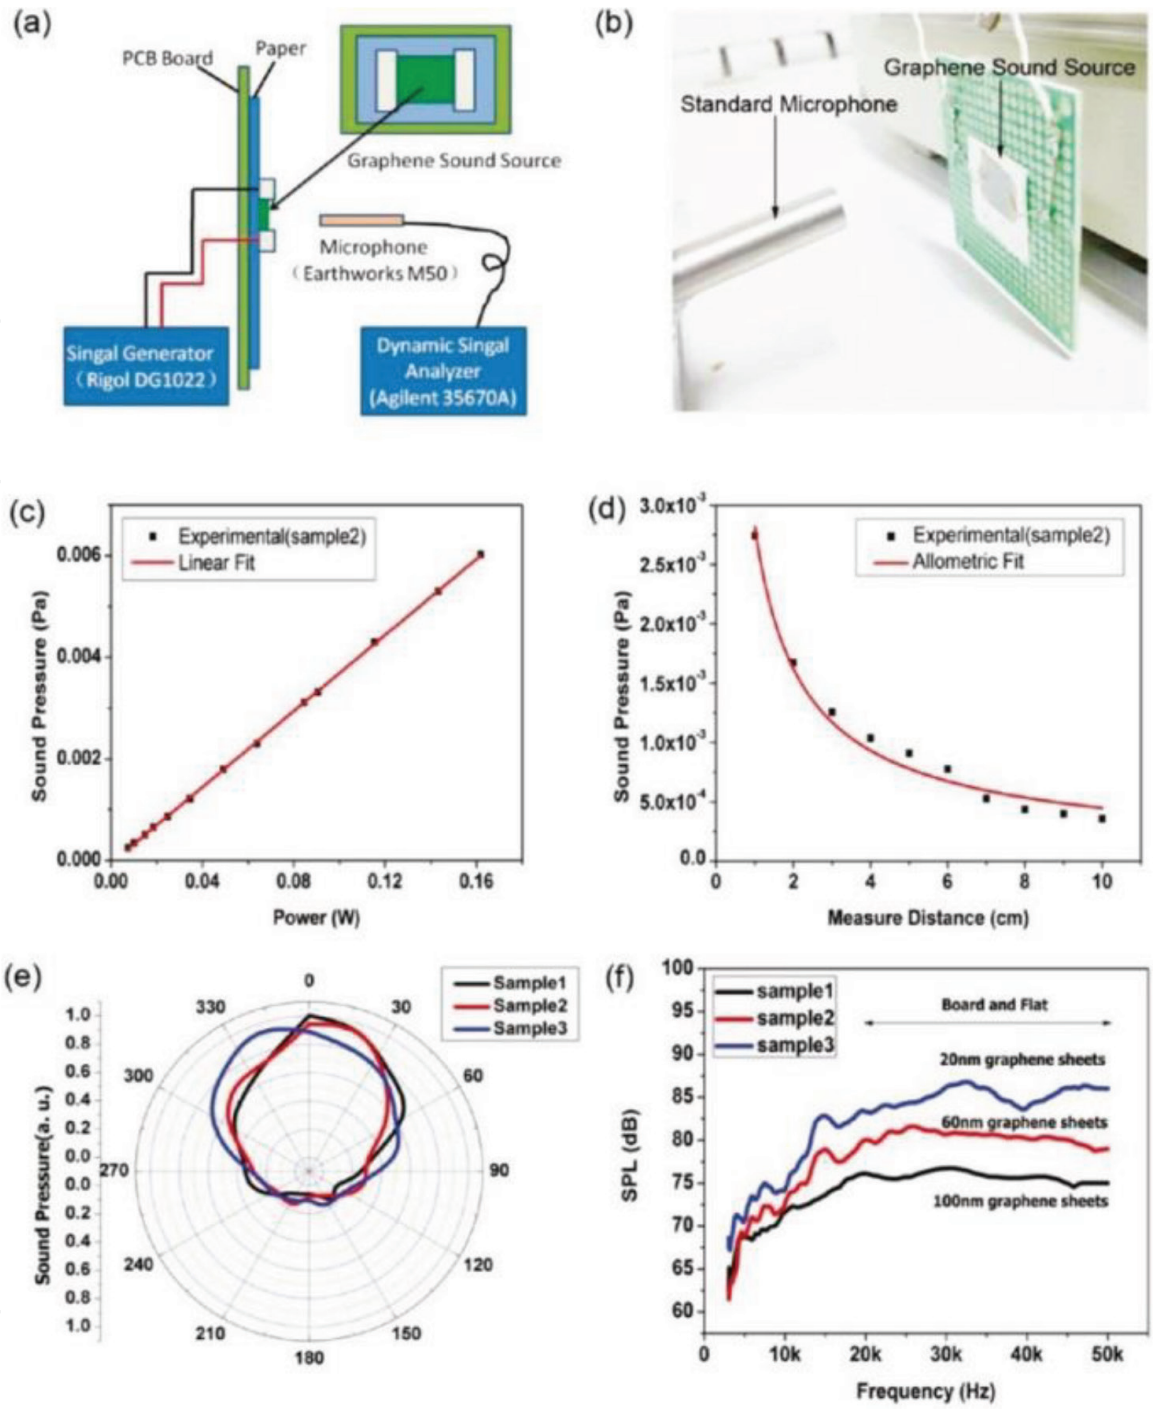 (a)
PCB Board
Paper
Graphene Sound Source
Microphone
(Earthworks M50)
Singal Generator
(Rigol DG1022)
Dynamic Singal
Analyzer
(Agilent 35670A)
(b)
Graphene Sound Source
Standard Microphone
(c)
Experimental(sample2)
Linear Fit
0.006
0.004
0.002
0.000
Sound Pressure (Pa)
0.00 0.04 0.08 0.12 0.16
Power (W)
(d)
Experimental(sample2)
Allometric Fit
3.0x10⁻³
2.5x10⁻³
2.0x10⁻³
1.5x10⁻³
1.0x10⁻³
5.0x10⁻⁴
0.0
Sound Pressure (Pa)
0 2 4 6 8 10
Measure Distance (cm)
(e)
Sample1
Sample2
Sample3
1.0
0.8
0.6
0.4
0.2
0.0
0.0
0.2
0.4
0.6
0.8
1.0
Sound Pressure(a. u.)
0
30
60
90
120
150
180
210
240
270
300
330
(f)
sample1
sample2
sample3
Board and Flat
20nm graphene sheets
60nm graphene sheets
100nm graphene sheets
100
95
90
85
80
75
70
65
60
SPL (dB)
0 10k 20k 30k 40k 50k
Frequency (Hz)